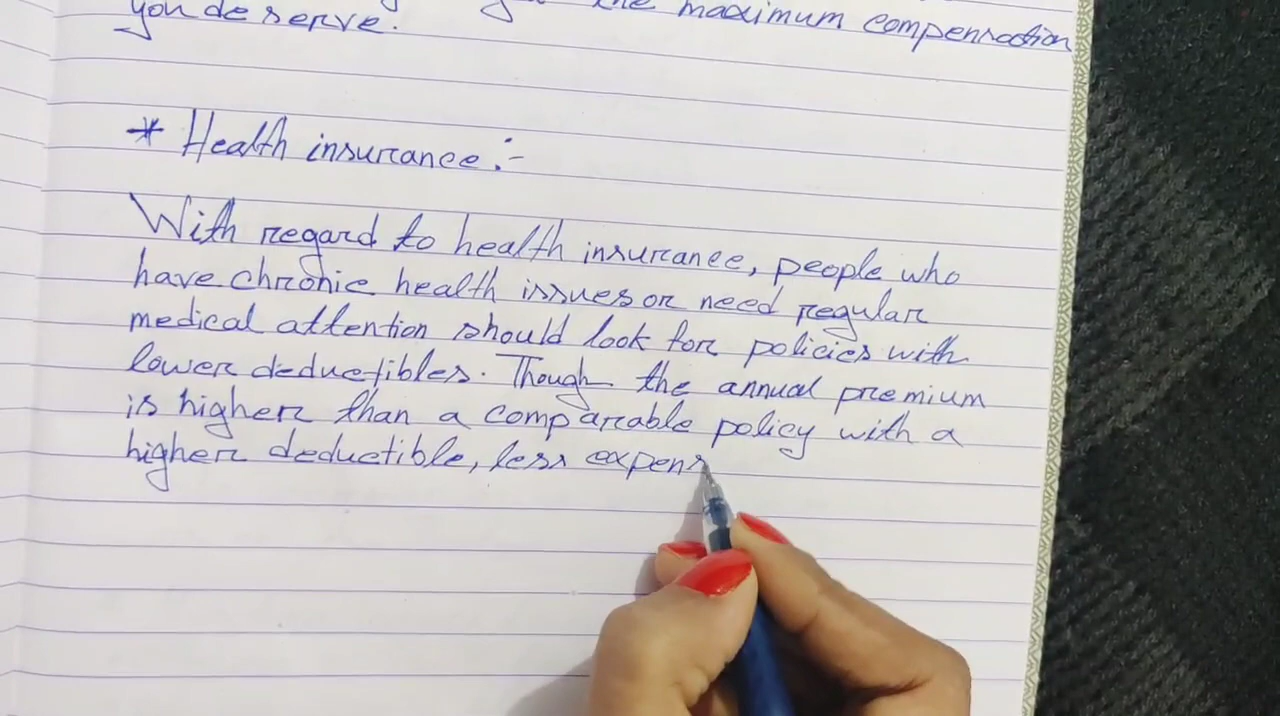 the maximum compensation
you deserve.
* Health insurance :-
With regard to health insurance, people who
have chronic health issues or need regular
medical attention should look for policies with
lower deductibles. Though the annual premium
is higher than a comparable policy with a
higher deductible, less expens